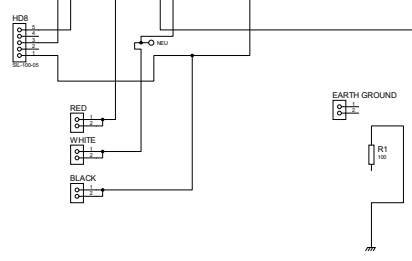 HD8
5
4
3
2
1
SIL-100-05
NEU
RED
1
2
WHITE
1
2
BLACK
1
2
EARTH GROUND
1
2
R1
100